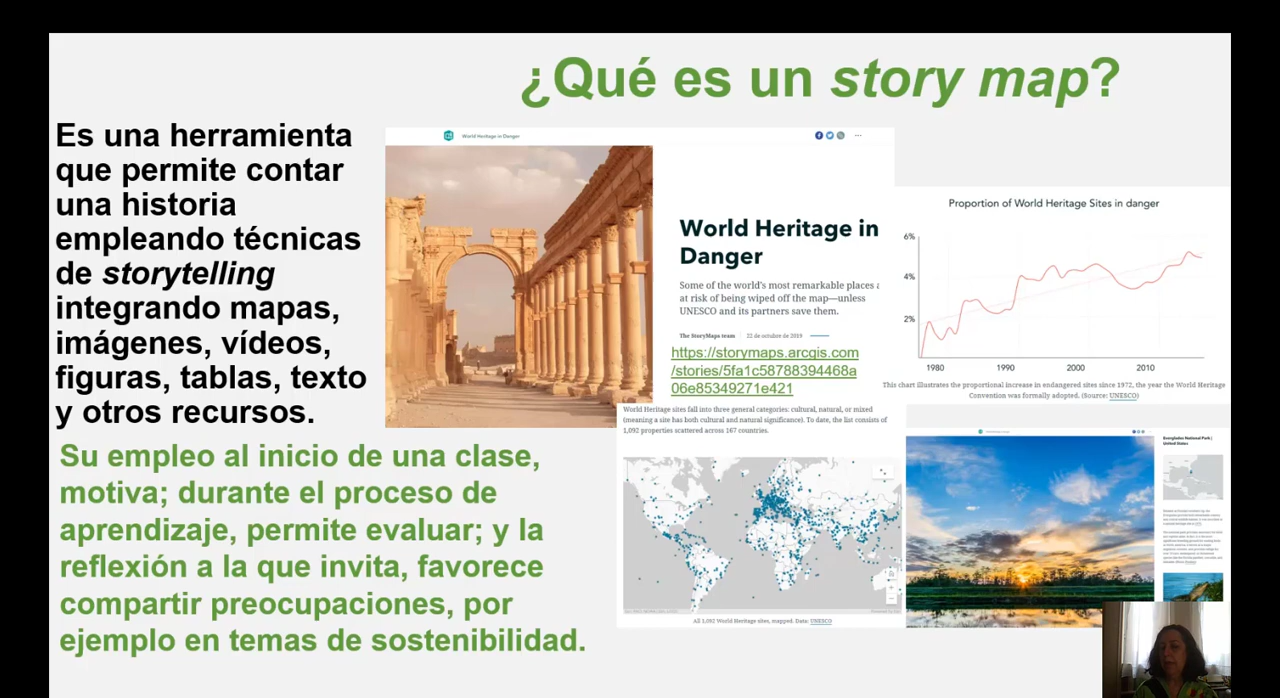 ¿Qué es un story map?
Es una herramienta
que permite contar
una historia
empleando técnicas
de storytelling
integrando mapas,
imágenes, vídeos,
figuras, tablas, texto
y otros recursos.
Su empleo al inicio de una clase,
motiva; durante el proceso de
aprendizaje, permite evaluar, y la
reflexión a la que invita, favorece
compartir preocupaciones, por
ejemplo en temas de sostenibilidad.
World Heritage in Danger
World Heritage in
Danger
Some of the world's most remarkable places
at risk of being wiped off the map—unless
UNESCO and its partners save them.
The StoryMaps team
22 de octubre de 2019
https://storymaps.arcgis.com
/stories/5fa1c58788394468a
06e85349271e421
World Heritage sites fall into three general categories: cultural, natural, or mixed
(meaning a site has both cultural and natural significance). To date, the list consists of
1,092 properties scattered across 167 countries.
All 1,092 World Heritage sites, mapped. Data: UNESCO
Proportion of World Heritage Sites in danger
6%
4%
2%
1980 1990 2000 2010
This chart illustrates the proportional increase in endangered sites since 1972, the year the World Heritage
Convention was formally adopted. (Source: UNESCO)
Everglades National Park |
United States